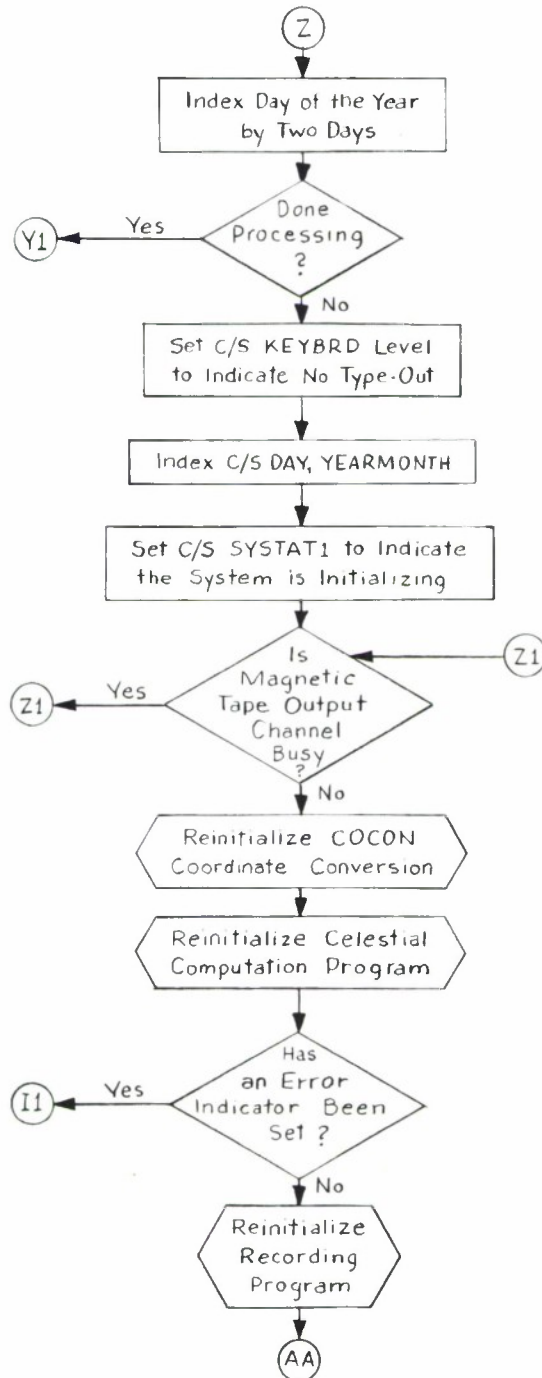 Z
Index Day of the Year
by Two Days
Done
Processing
?
Yes
Y1
No
Set C/S KEYBRD Level
to Indicate No Type-Out
Index C/S DAY, YEARMONTH
Set C/S SYSTAT1 to Indicate
the System is Initializing
Is
Magnetic
Tape Output
Channel
Busy
?
Z1
Yes
Z1
No
Reinitialize COCON
Coordinate Conversion
Reinitialize Celestial
Computation Program
Has
an Error
Indicator Been
Set ?
Yes
I1
No
Reinitialize
Recording
Program
AA